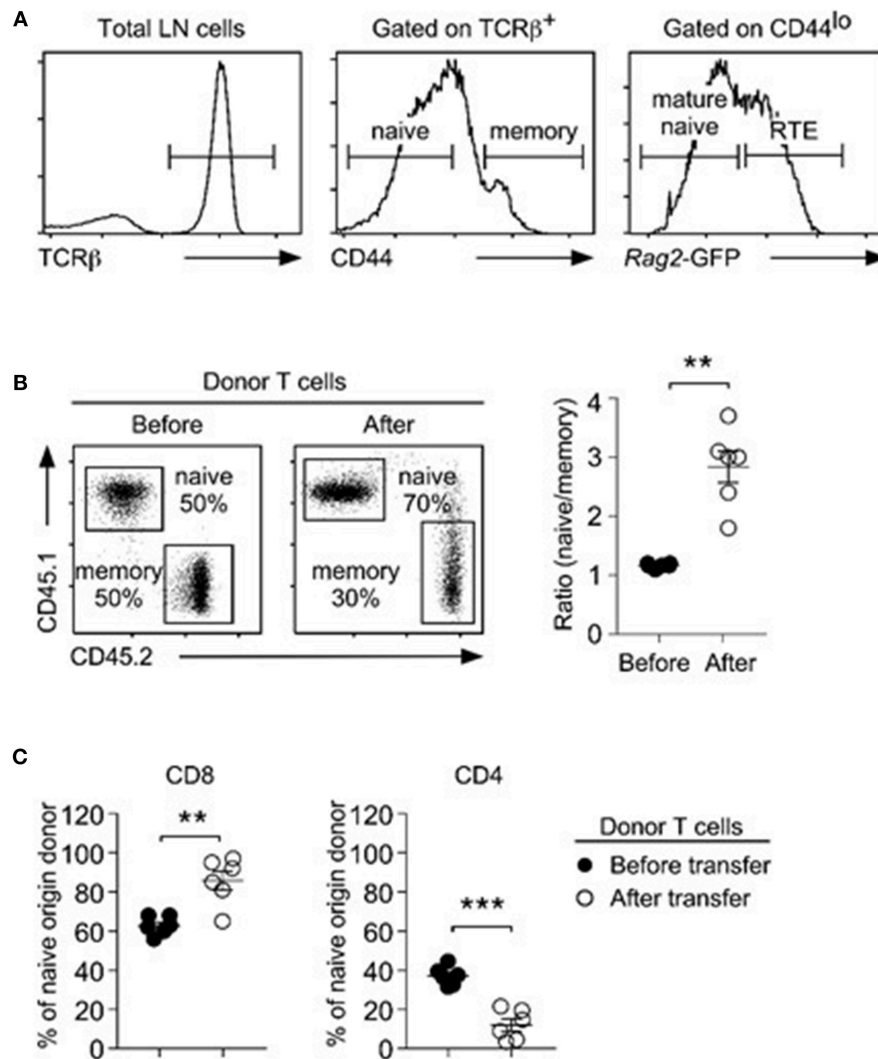 A
Total LN cells
Gated on TCRβ+
Gated on CD44lo
naive
memory
mature
naive
RTE
TCRβ
CD44
Rag2-GFP
B
Donor T cells
Before
After
naive
50%
memory
50%
naive
70%
memory
30%
CD45.1
CD45.2
**
Ratio (naive/memory)
4
3
2
1
0
Before
After
C
CD8
% of naive origin donor
120
100
80
60
40
20
0
**
CD4
% of naive origin donor
120
100
80
60
40
20
0
***
Donor T cells
Before transfer
After transfer